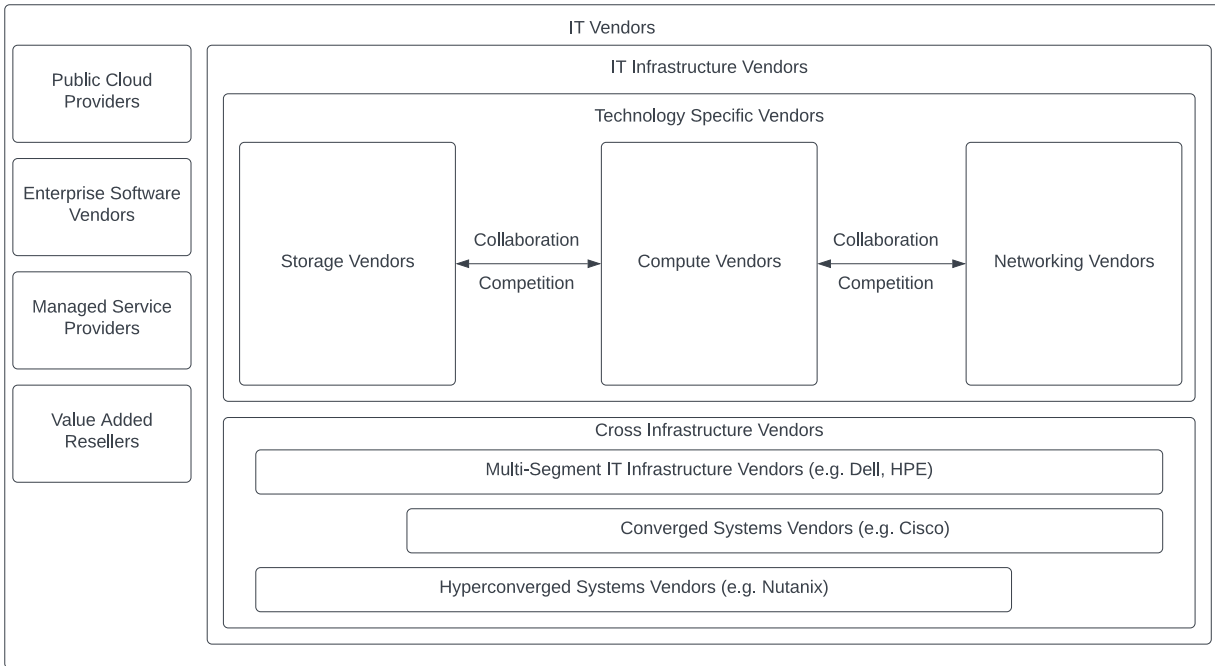 IT Vendors
Public Cloud
Providers
Enterprise Software
Vendors
Managed Service
Providers
Value Added
Resellers
IT Infrastructure Vendors
Technology Specific Vendors
Storage Vendors
Collaboration
Competition
Compute Vendors
Collaboration
Competition
Networking Vendors
Cross Infrastructure Vendors
Multi-Segment IT Infrastructure Vendors (e.g. Dell, HPE)
Converged Systems Vendors (e.g. Cisco)
Hyperconverged Systems Vendors (e.g. Nutanix)